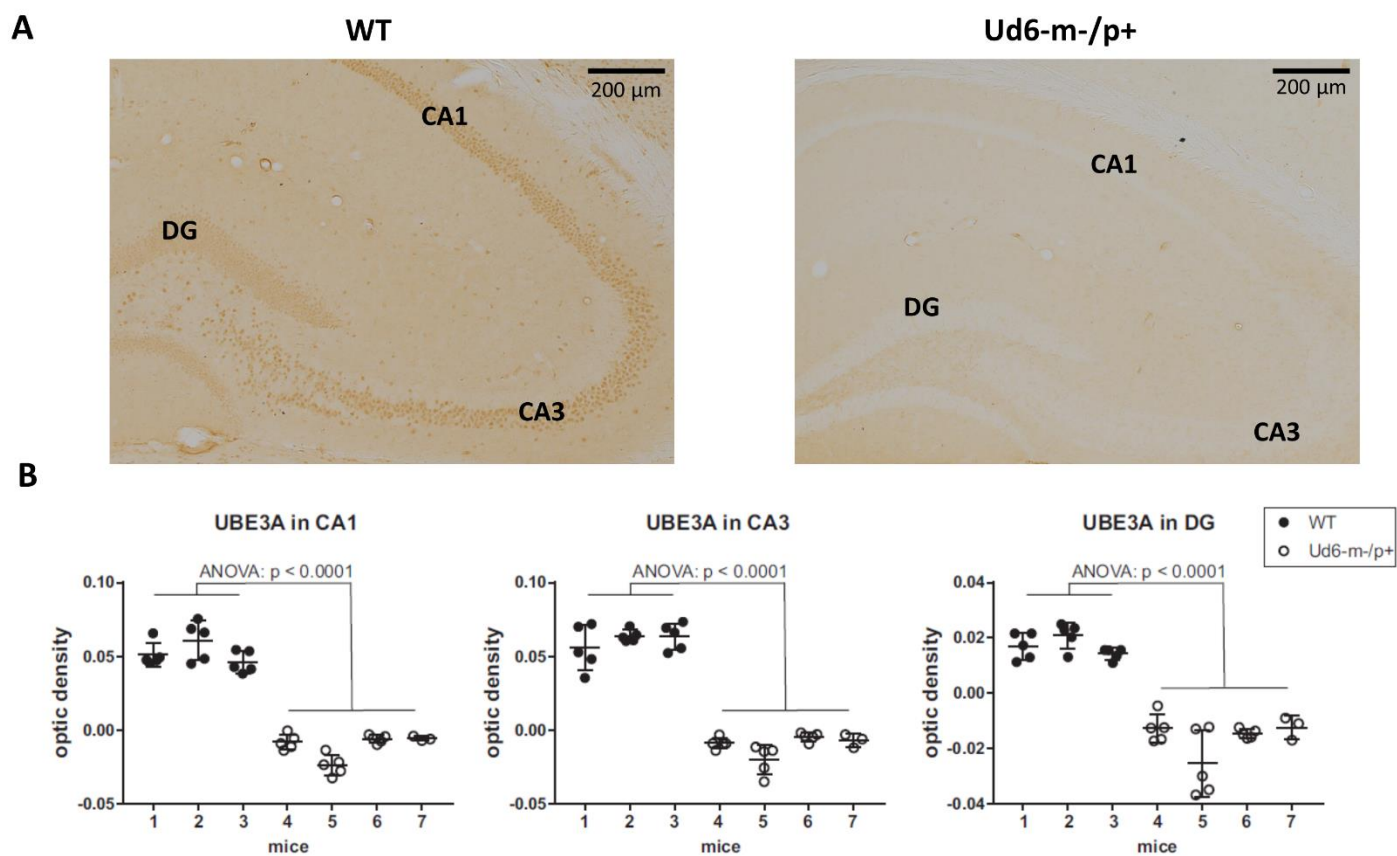 A
WT
Ud6-m-/p+
200 µm
CA1
DG
CA3
200 µm
CA1
DG
CA3
B
UBE3A in CA1
ANOVA: p < 0.0001
optic density
0.10
0.05
0.00
-0.05
1 2 3 4 5 6 7
mice
UBE3A in CA3
ANOVA: p < 0.0001
optic density
0.10
0.05
0.00
-0.05
1 2 3 4 5 6 7
mice
UBE3A in DG
ANOVA: p < 0.0001
optic density
0.04
0.02
0.00
-0.02
-0.04
1 2 3 4 5 6 7
mice
WT
Ud6-m-/p+